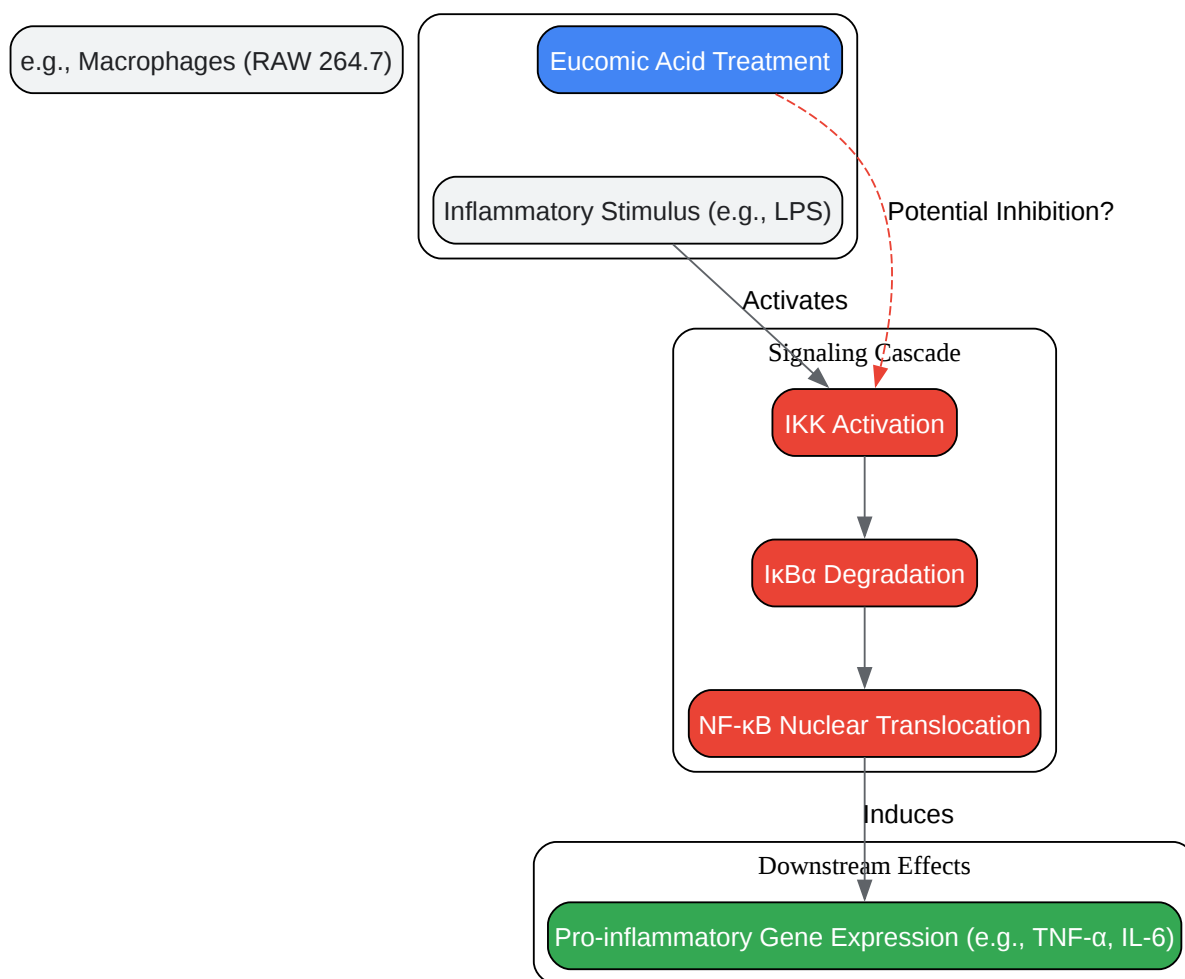 e.g., Macrophages (RAW 264.7)
Eucomic Acid Treatment
Inflammatory Stimulus (e.g., LPS)
Potential Inhibition?
Activates
Signaling Cascade
IKK Activation
IκBα Degradation
NF-κB Nuclear Translocation
Induces
Downstream Effects
Pro-inflammatory Gene Expression (e.g., TNF-α, IL-6)